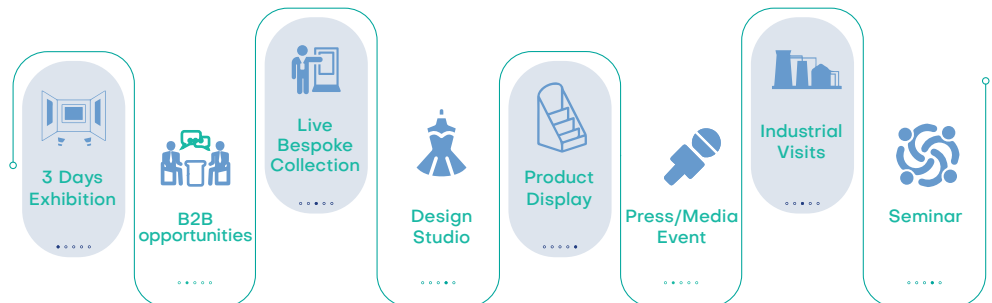 3 Days
Exhibition
B2B
opportunities
Live
Bespoke
Collection
Design
Studio
Product
Display
Press/Media
Event
Industrial
Visits
Seminar